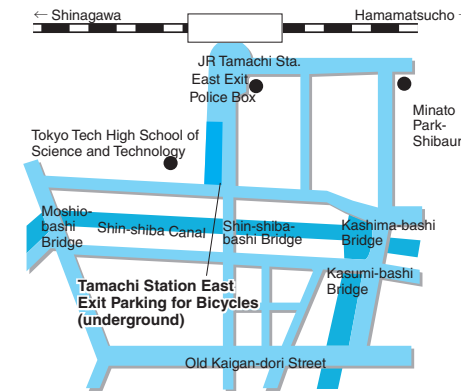 ← Shinagawa
Hamamatsucho
JR Tamachi Sta.
East Exit
Police Box
Minato
Park-
Shibaur
Tokyo Tech High School of
Science and Technology
Moshio-
bashi
Bridge
Shin-shiba Canal
Shin-shiba-
bashi Bridge
Kashima-bashi
Bridge
Kasumi-bashi
Bridge
Tamachi Station East
Exit Parking for Bicycles
(underground)
Old Kaigan-dori Street